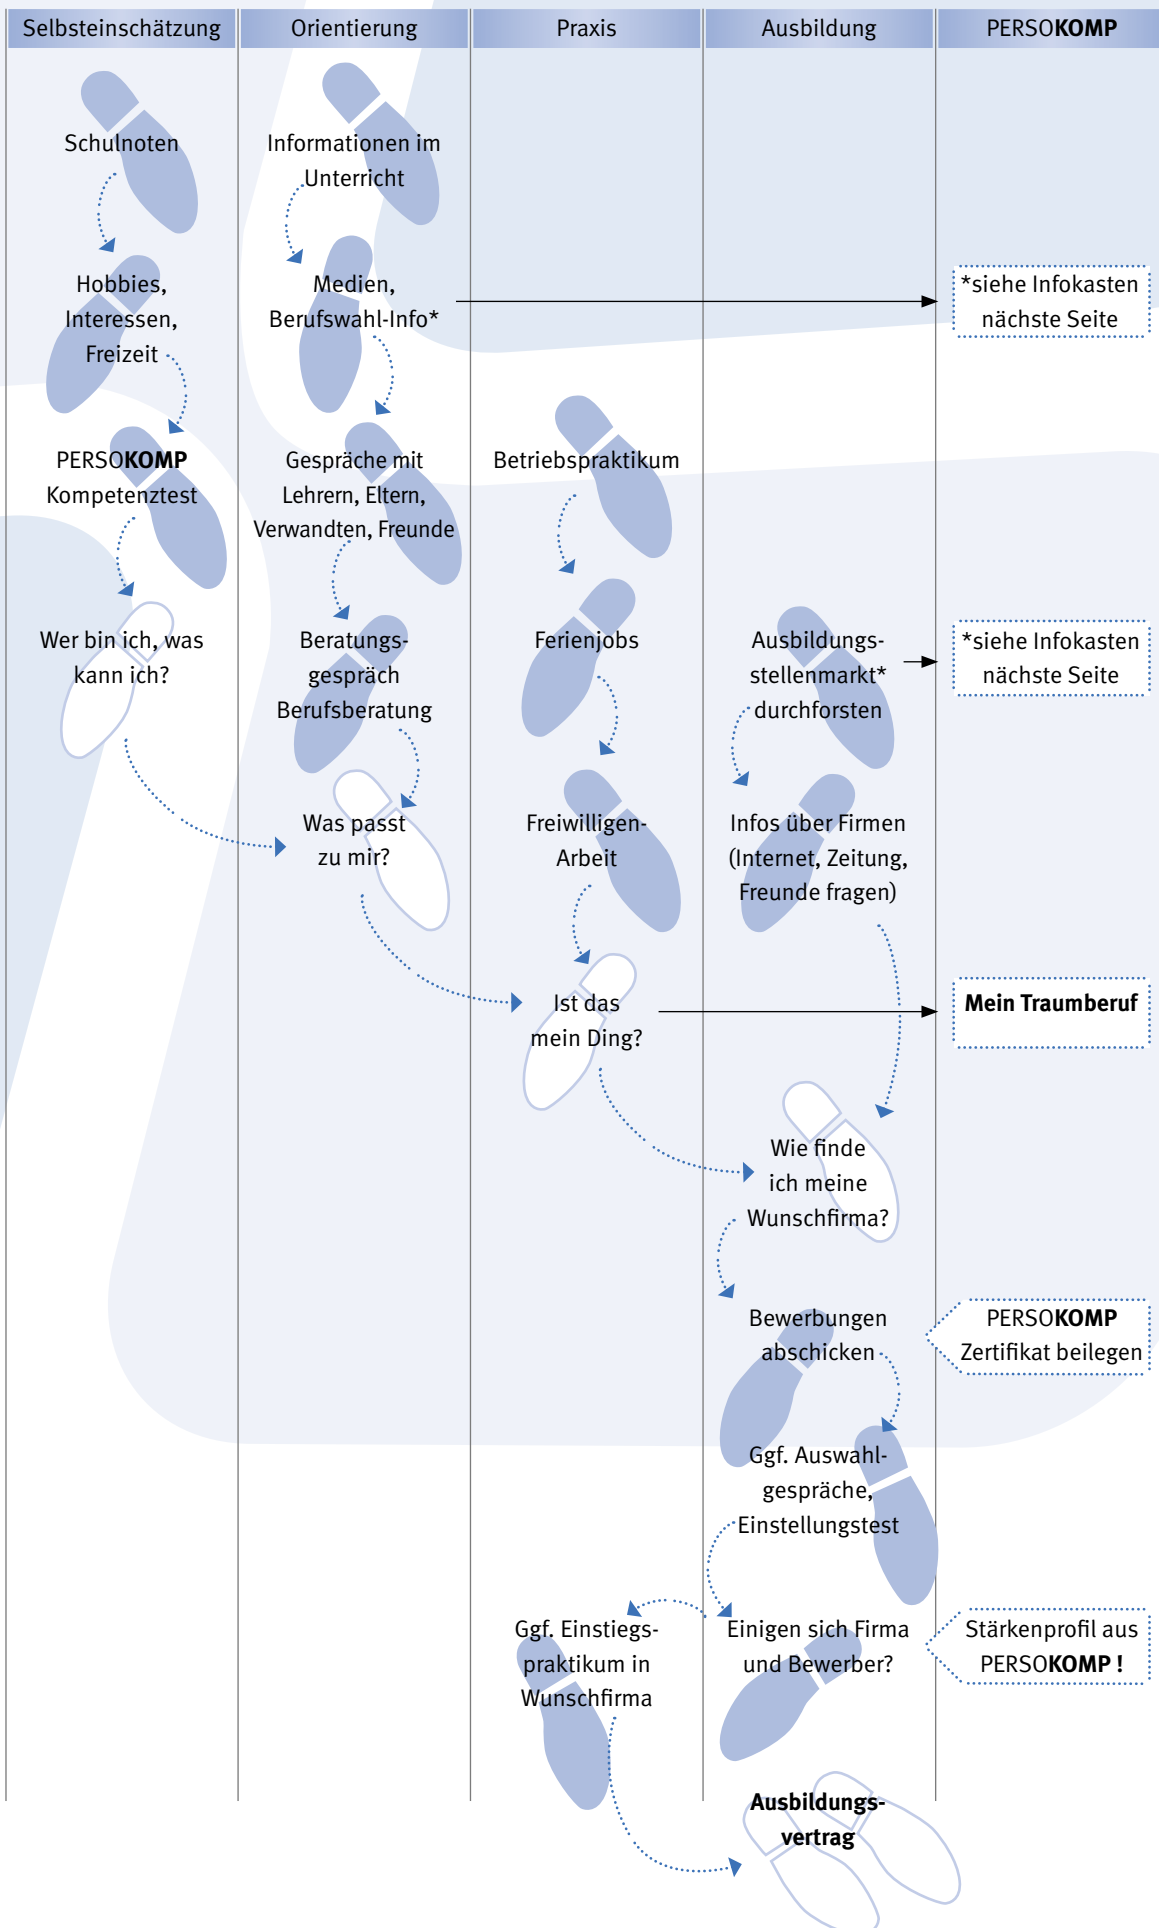 Selbsteinschätzung
Orientierung
Praxis
Ausbildung
PERSOKOMP
Schulnoten
Hobbies,
Interessen,
Freizeit
PERSOKOMP
Kompetenztest
Wer bin ich, was
kann ich?
Informationen im
Unterricht
Medien,
Berufswahl-Info*
Gespräche mit
Lehrern, Eltern,
Verwandten, Freunde
Beratungs-
gespräch
Berufsberatung
Was passt
zu mir?
Betriebspraktikum
Ferienjobs
Freiwilligen-
Arbeit
Ist das
mein Ding?
Ggf. Einstiegs-
praktikum in
Wunschfirma
Ausbildungs-
stellenmarkt*
durchforsten
Infos über Firmen
(Internet, Zeitung,
Freunde fragen)
Wie finde
ich meine
Wunschfirma?
Bewerbungen
abschicken
Ggf. Auswahl-
gespräche,
Einstellungstest
Einigen sich Firma
und Bewerber?
Ausbildungs-
vertrag
*siehe Infokasten
nächste Seite
*siehe Infokasten
nächste Seite
Mein Traumberuf
PERSOKOMP
Zertifikat beilegen
Stärkenprofil aus
PERSOKOMP !